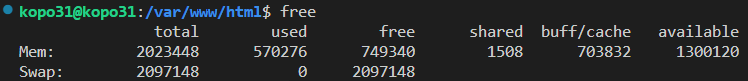 kopo31@kopo31:/var/www/html$ free
total used free shared buff/cache available
Mem: 2023448 570276 749340 1508 703832 1300120
Swap: 2097148 0 2097148